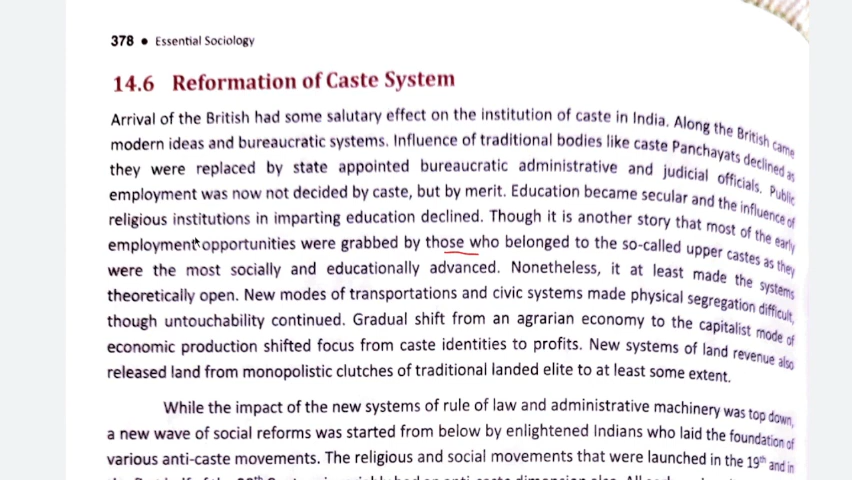 378 • Essential Sociology
14.6 Reformation of Caste System
Arrival of the British had some salutary effect on the institution of caste in India. Along the British came
modern ideas and bureaucratic systems. Influence of traditional bodies like caste Panchayats declined as
they were replaced by state appointed bureaucratic administrative and judicial officials. Public
employment was now not decided by caste, but by merit. Education became secular and the influence of
religious institutions in imparting education declined. Though it is another story that most of the early
employment opportunities were grabbed by those who belonged to the so-called upper castes as they
were the most socially and educationally advanced. Nonetheless, it at least made the systems
theoretically open. New modes of transportations and civic systems made physical segregation difficult,
though untouchability continued. Gradual shift from an agrarian economy to the capitalist mode of
economic production shifted focus from caste identities to profits. New systems of land revenue also
released land from monopolistic clutches of traditional landed elite to at least some extent.
While the impact of the new systems of rule of law and administrative machinery was top down,
a new wave of social reforms was started from below by enlightened Indians who laid the foundation of
various anti-caste movements. The religious and social movements that were launched in the 19th and in